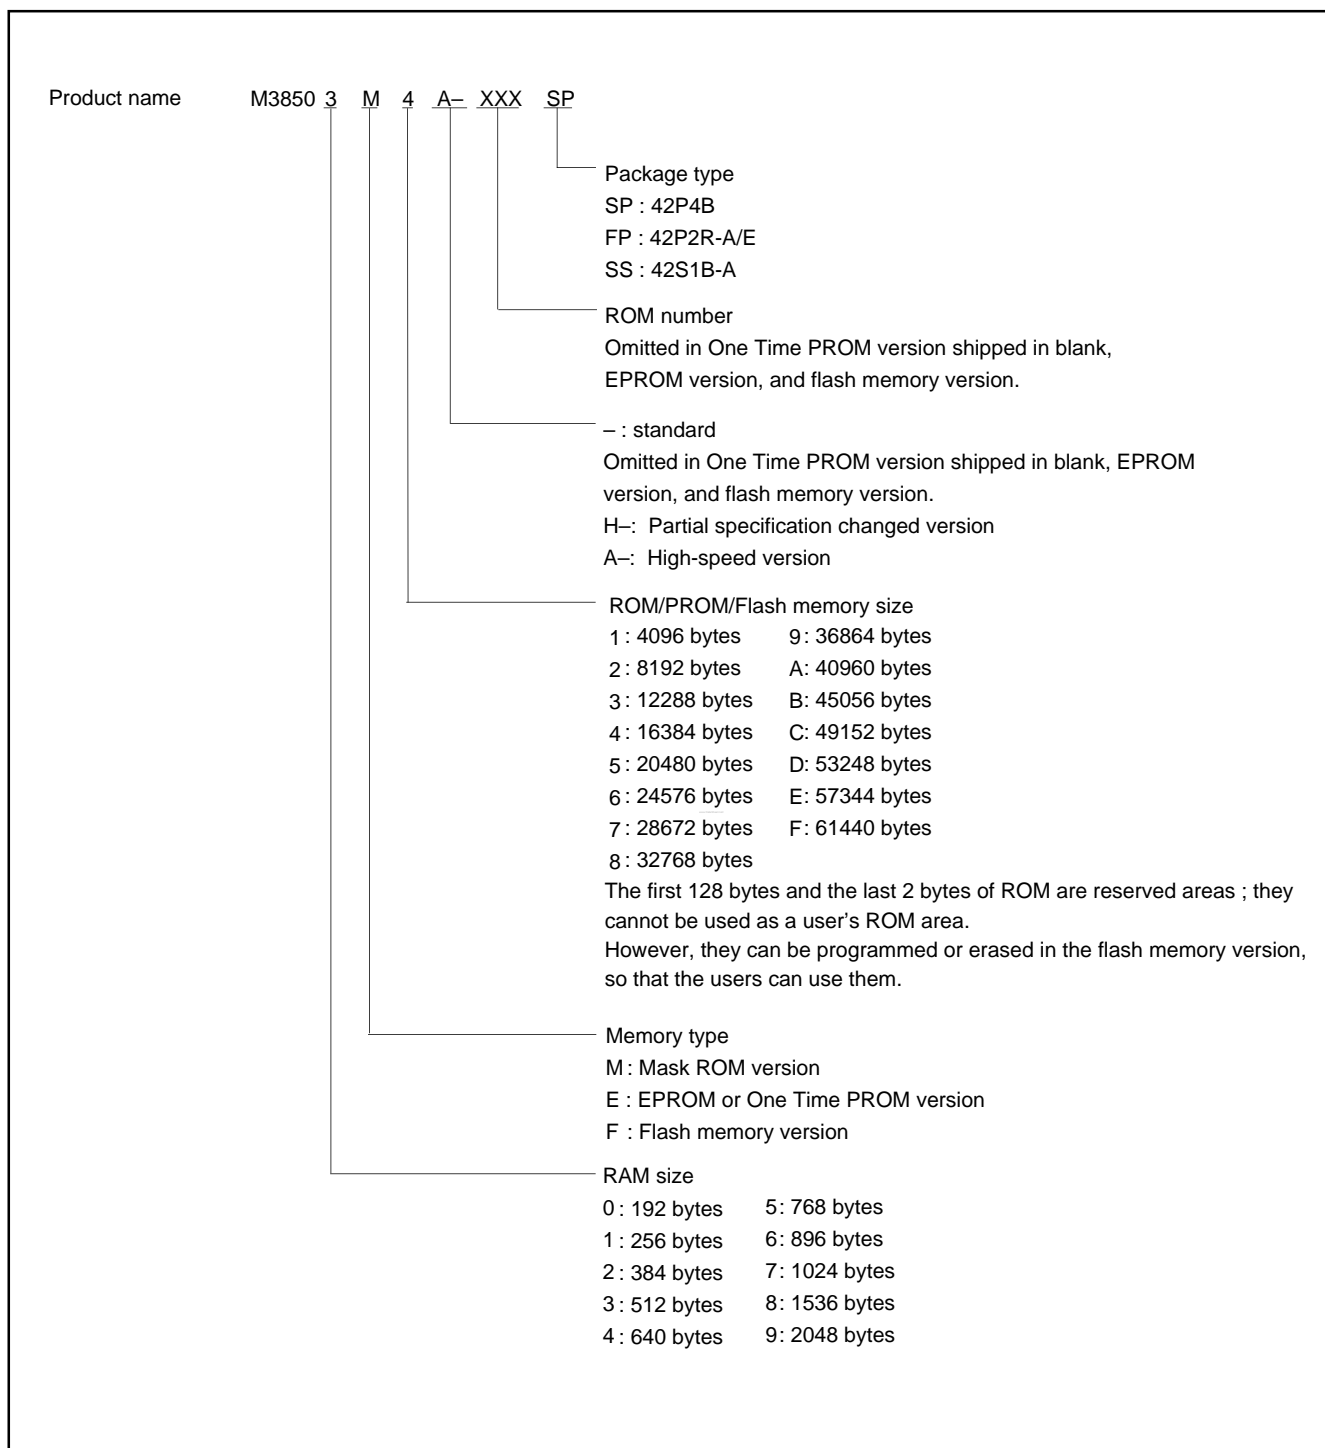 Product name M3850 3 M 4 A– XXX SP
Package type
SP : 42P4B
FP : 42P2R-A/E
SS : 42S1B-A
ROM number
Omitted in One Time PROM version shipped in blank,
EPROM version, and flash memory version.
– : standard
Omitted in One Time PROM version shipped in blank, EPROM
version, and flash memory version.
H–: Partial specification changed version
A–: High-speed version
ROM/PROM/Flash memory size
1 : 4096 bytes 9 : 36864 bytes
2 : 8192 bytes A: 40960 bytes
3 : 12288 bytes B: 45056 bytes
4 : 16384 bytes C: 49152 bytes
5 : 20480 bytes D: 53248 bytes
6 : 24576 bytes E: 57344 bytes
7 : 28672 bytes F: 61440 bytes
8 : 32768 bytes
The first 128 bytes and the last 2 bytes of ROM are reserved areas ; they
cannot be used as a user’s ROM area.
However, they can be programmed or erased in the flash memory version,
so that the users can use them.
Memory type
M : Mask ROM version
E : EPROM or One Time PROM version
F : Flash memory version
RAM size
0 : 192 bytes 5 : 768 bytes
1 : 256 bytes 6 : 896 bytes
2 : 384 bytes 7 : 1024 bytes
3 : 512 bytes 8 : 1536 bytes
4 : 640 bytes 9 : 2048 bytes